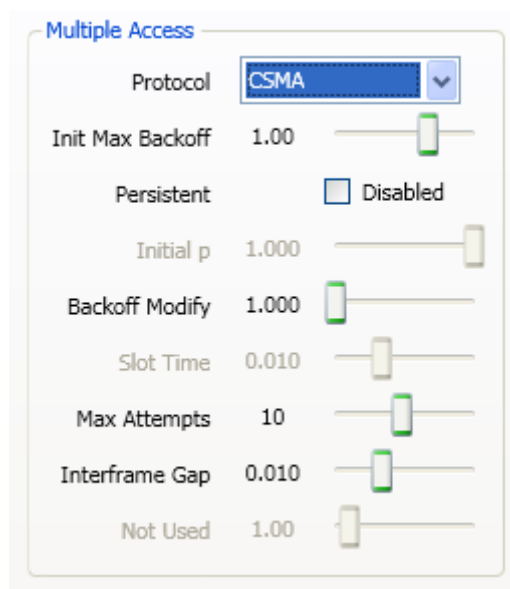 Multiple Access
Protocol CSMA
Init Max Backoff 1.00
Persistent Disabled
Initial p 1.000
Backoff Modify 1.000
Slot Time 0.010
Max Attempts 10
Interframe Gap 0.010
Not Used 1.00